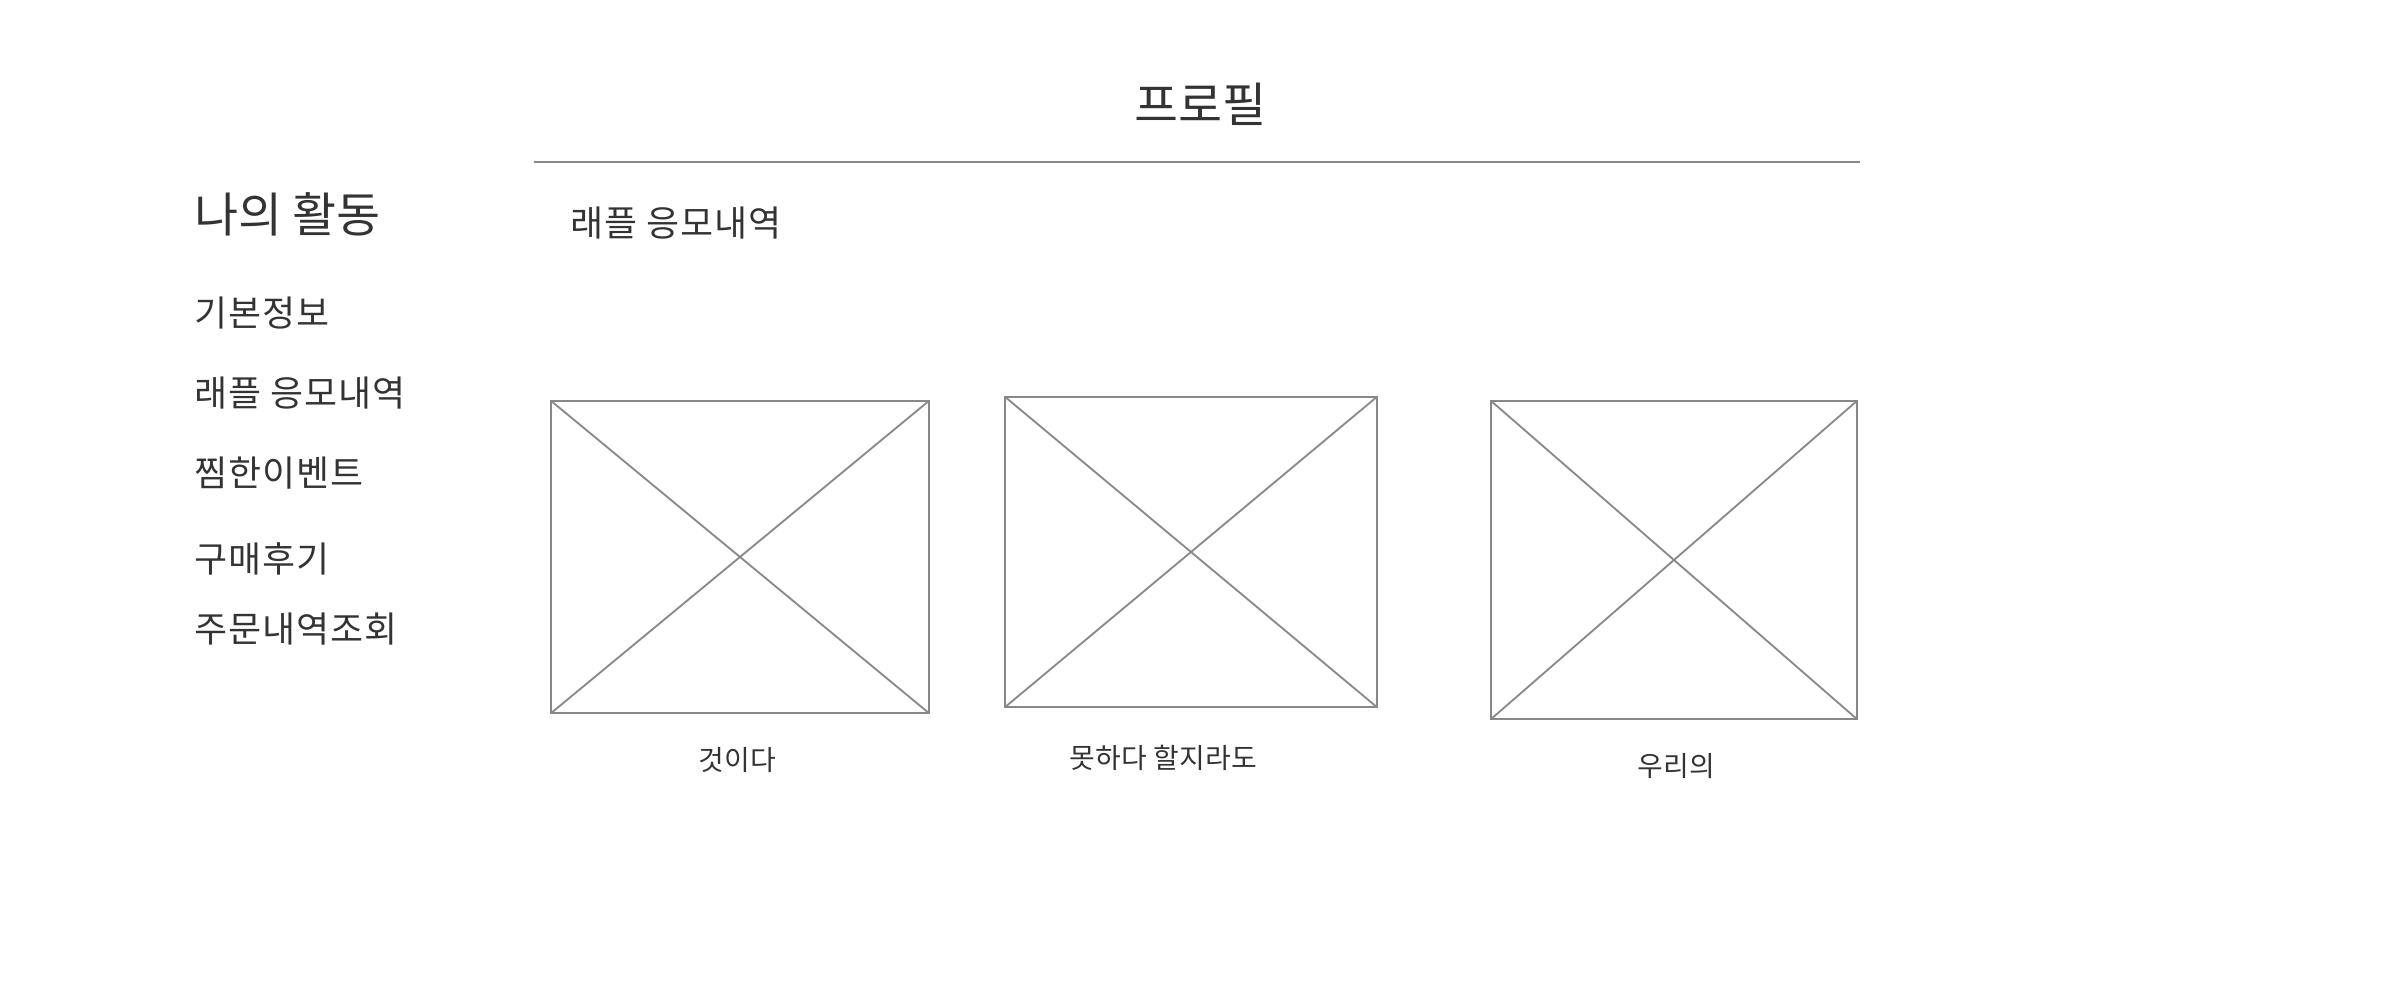 프로필
나의 활동
기본정보
래플 응모내역
찜한이벤트
구매후기
주문내역조회
래플 응모내역
것이다
못하다 할지라도
우리의